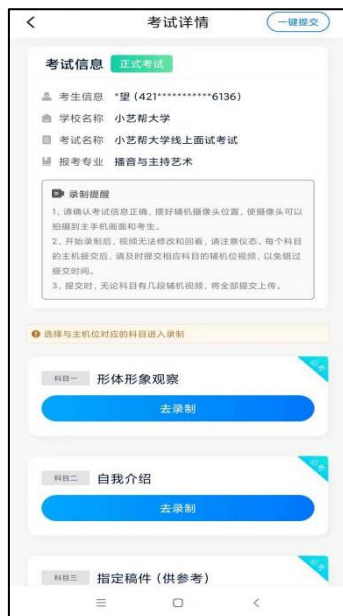 考试详情
一键提交
考试信息 正式考试
考生信息 *望 (421***********6136)
学校名称 小艺帮大学
考试名称 小艺帮大学线上面试考试
报考专业 播音与主持艺术
录制提醒
1、请确认考试信息正确，摆好辅机摄像头位置，使摄像头可以
拍摄到主手机画面和考生。
2、开始录制后，视频无法修改和回看，请注意仪态。每个科目
的主机提交后，请及时提交相应科目的辅机位视频，以免错过
提交时间。
3、提交时，无论科目有几段辅机视频，将全部提交上传。
选择与主机位对应的科目进入录制
必考
科目一 形体形象观察
去录制
必考
科目二 自我介绍
去录制
必考
科目三 指定稿件 (供参考)